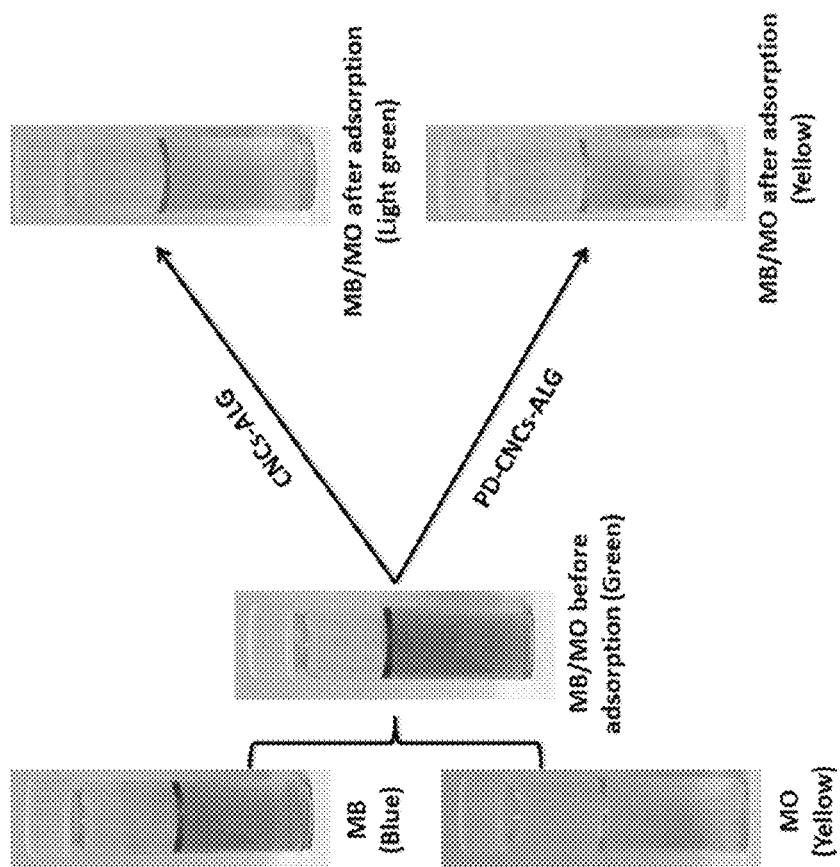 MB
{Blue}
MO
{Yellow}
MB/MO before
adsorption {Green}
CNCs-ALG
PD-CNCs-ALG
MB/MO after adsorption
{Light green}
MB/MO after adsorption
{Yellow}